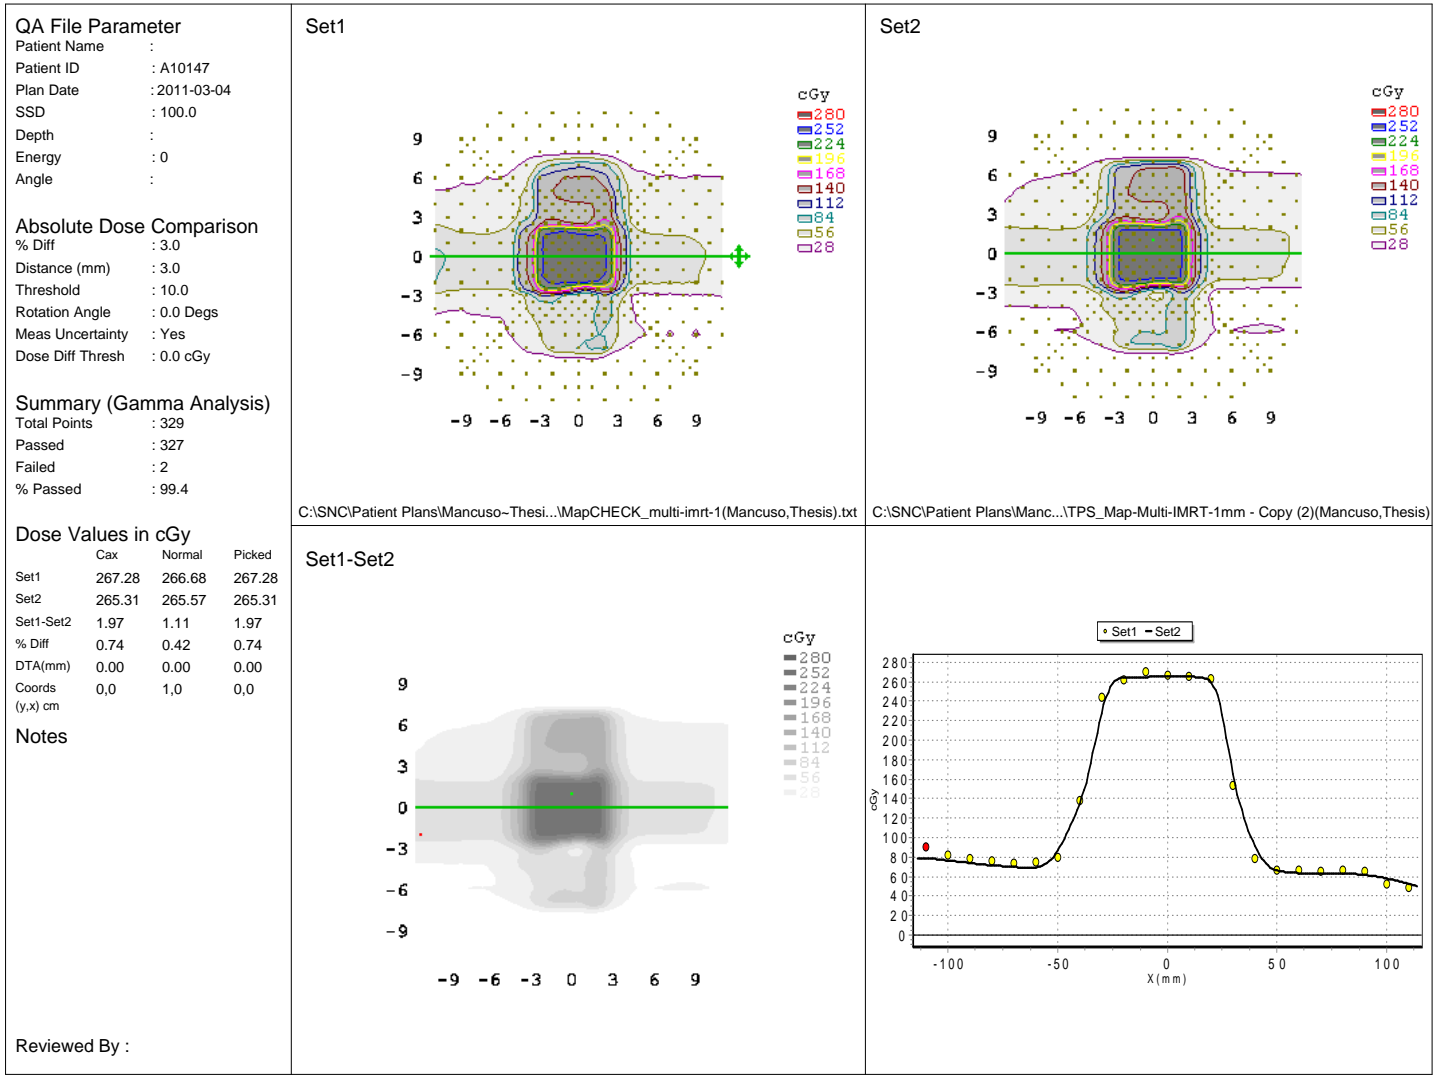 QA File Parameter
Patient Name :
Patient ID : A10147
Plan Date : 2011-03-04
SSD : 100.0
Depth :
Energy : 0
Angle :
Absolute Dose Comparison
% Diff : 3.0
Distance (mm) : 3.0
Threshold : 10.0
Rotation Angle : 0.0 Degs
Meas Uncertainty : Yes
Dose Diff Thresh : 0.0 cGy
Summary (Gamma Analysis)
Total Points : 329
Passed : 327
Failed : 2
% Passed : 99.4
Dose Values in cGy
Cax Normal Picked
Set1 267.28 266.68 267.28
Set2 265.31 265.57 265.31
Set1-Set2 1.97 1.11 1.97
% Diff 0.74 0.42 0.74
DTA(mm) 0.00 0.00 0.00
Coords 0,0 1,0 0,0
(y,x) cm
Notes
Reviewed By :
Set1
cGy
280
252
224
196
168
140
112
84
56
28
9
6
3
0
-3
-6
-9
-9 -6 -3 0 3 6 9
C:\SNC\Patient Plans\Mancuso~Thesi...\MapCHECK_multi-imrt-1(Mancuso,Thesis).txt
Set2
cGy
280
252
224
196
168
140
112
84
56
28
9
6
3
0
-3
-6
-9
-9 -6 -3 0 3 6 9
C:\SNC\Patient Plans\Manc...\TPS_Map-Multi-IMRT-1mm - Copy (2)(Mancuso,Thesis)
Set1-Set2
cGy
280
252
224
196
168
140
112
84
56
28
9
6
3
0
-3
-6
-9
-9 -6 -3 0 3 6 9
Set1 Set2
280
260
240
220
200
180
160
140
120
100
80
60
40
20
0
cGy
-100 -50 0 50 100
X(mm)